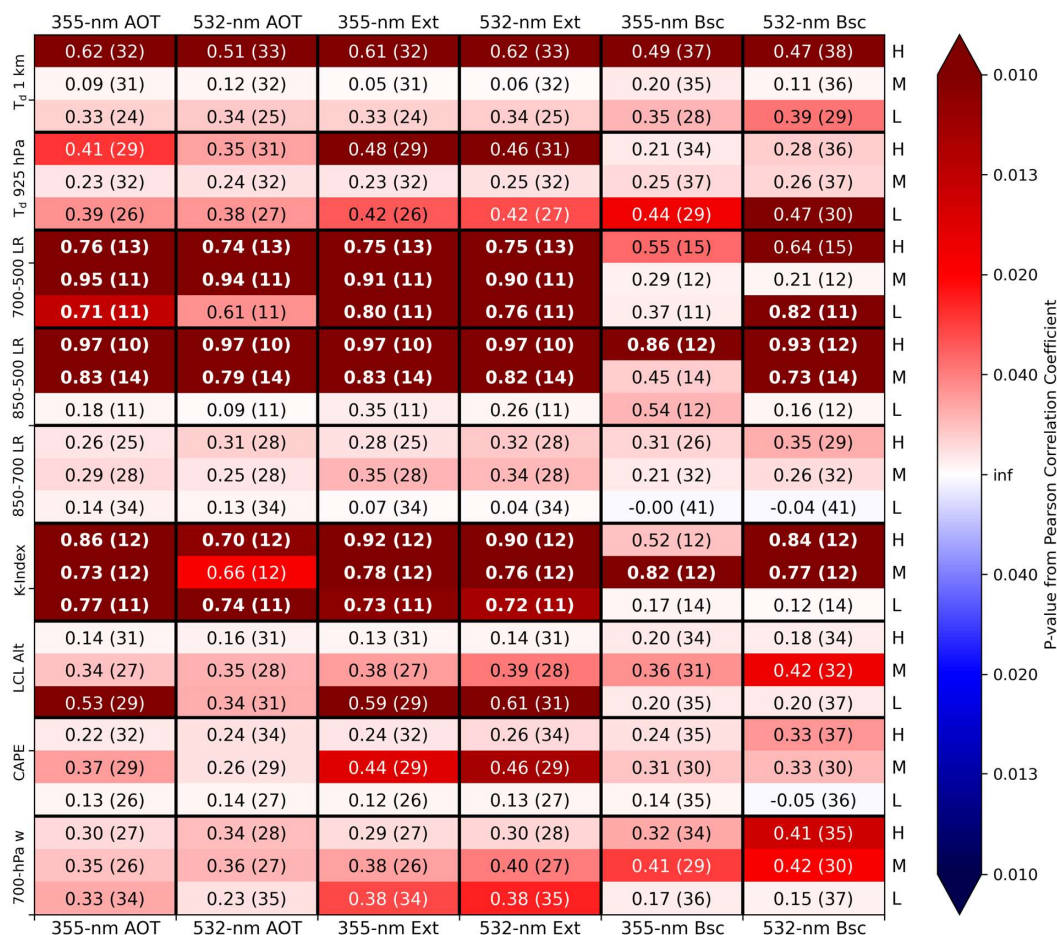 355-nm AOT 532-nm AOT 355-nm Ext 532-nm Ext 355-nm Bsc 532-nm Bsc
T_d 1 km
0.62 (32) 0.51 (33) 0.61 (32) 0.62 (33) 0.49 (37) 0.47 (38) H
0.09 (31) 0.12 (32) 0.05 (31) 0.06 (32) 0.20 (35) 0.11 (36) M
0.33 (24) 0.34 (25) 0.33 (24) 0.34 (25) 0.35 (28) 0.39 (29) L
T_d 925 hPa
0.41 (29) 0.35 (31) 0.48 (29) 0.46 (31) 0.21 (34) 0.28 (36) H
0.23 (32) 0.24 (32) 0.23 (32) 0.25 (32) 0.25 (37) 0.26 (37) M
0.39 (26) 0.38 (27) 0.42 (26) 0.42 (27) 0.44 (29) 0.47 (30) L
700-500 LR
0.76 (13) 0.74 (13) 0.75 (13) 0.75 (13) 0.55 (15) 0.64 (15) H
0.95 (11) 0.94 (11) 0.91 (11) 0.90 (11) 0.29 (12) 0.21 (12) M
0.71 (11) 0.61 (11) 0.80 (11) 0.76 (11) 0.37 (11) 0.82 (11) L
850-500 LR
0.97 (10) 0.97 (10) 0.97 (10) 0.97 (10) 0.86 (12) 0.93 (12) H
0.83 (14) 0.79 (14) 0.83 (14) 0.82 (14) 0.45 (14) 0.73 (14) M
0.18 (11) 0.09 (11) 0.35 (11) 0.26 (11) 0.54 (12) 0.16 (12) L
850-700 LR
0.26 (25) 0.31 (28) 0.28 (25) 0.32 (28) 0.31 (26) 0.35 (29) H
0.29 (28) 0.25 (28) 0.35 (28) 0.34 (28) 0.21 (32) 0.26 (32) M
0.14 (34) 0.13 (34) 0.07 (34) 0.04 (34) -0.00 (41) -0.04 (41) L
K-Index
0.86 (12) 0.70 (12) 0.92 (12) 0.90 (12) 0.52 (12) 0.84 (12) H
0.73 (12) 0.66 (12) 0.78 (12) 0.76 (12) 0.82 (12) 0.77 (12) M
0.77 (11) 0.74 (11) 0.73 (11) 0.72 (11) 0.17 (14) 0.12 (14) L
LCL Alt
0.14 (31) 0.16 (31) 0.13 (31) 0.14 (31) 0.20 (34) 0.18 (34) H
0.34 (27) 0.35 (28) 0.38 (27) 0.39 (28) 0.36 (31) 0.42 (32) M
0.53 (29) 0.34 (31) 0.59 (29) 0.61 (31) 0.20 (35) 0.20 (37) L
CAPE
0.22 (32) 0.24 (34) 0.24 (32) 0.26 (34) 0.24 (35) 0.33 (37) H
0.37 (29) 0.26 (29) 0.44 (29) 0.46 (29) 0.31 (30) 0.33 (30) M
0.13 (26) 0.14 (27) 0.12 (26) 0.13 (27) 0.14 (35) -0.05 (36) L
700-hPa w
0.30 (27) 0.34 (28) 0.29 (27) 0.30 (28) 0.32 (34) 0.41 (35) H
0.35 (26) 0.36 (27) 0.38 (26) 0.40 (27) 0.41 (29) 0.42 (30) M
0.33 (34) 0.23 (35) 0.38 (34) 0.38 (35) 0.17 (36) 0.15 (37) L
355-nm AOT 532-nm AOT 355-nm Ext 532-nm Ext 355-nm Bsc 532-nm Bsc
0.010
0.013
0.020
0.040
inf
0.040
0.020
0.013
0.010
P-value from Pearson Correlation Coefficient